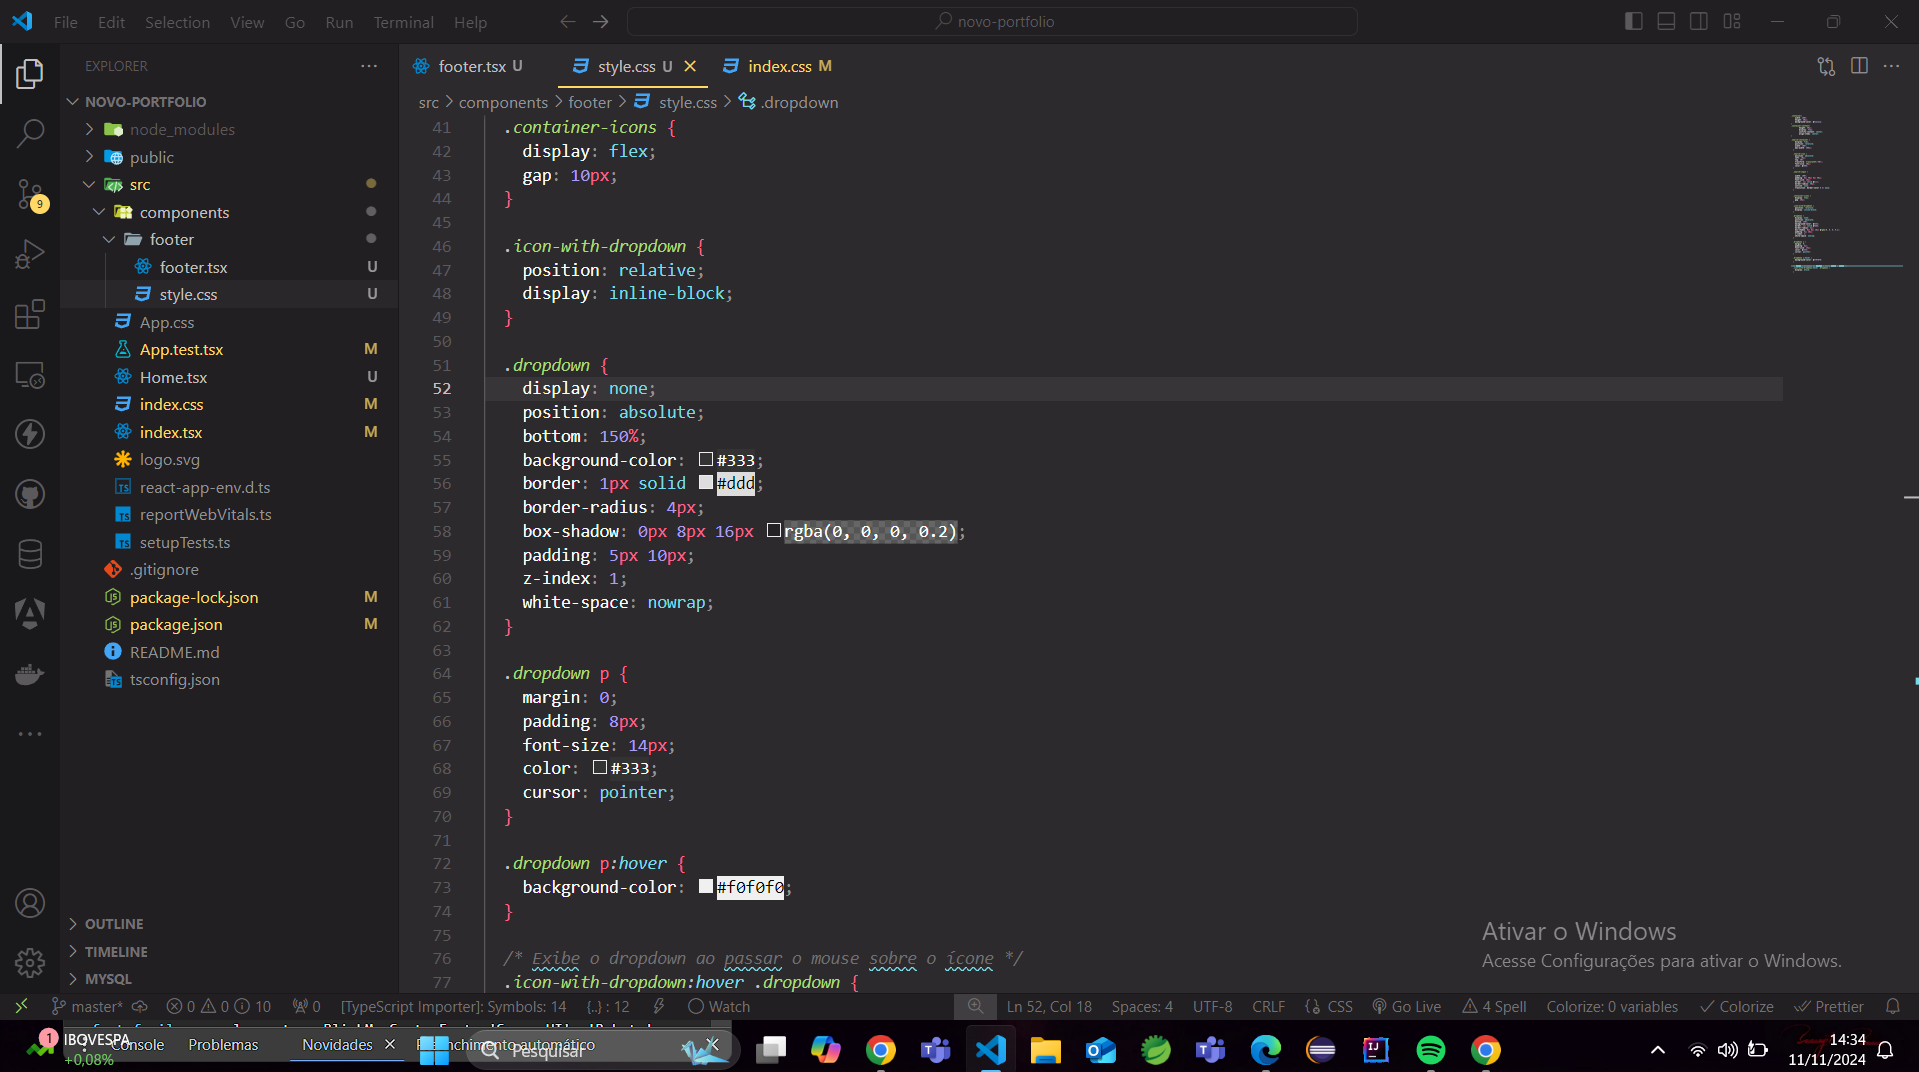 File Edit Selection View Go Run Terminal Help
novo-portfolio
EXPLORER
NOVO-PORTFOLIO
node_modules
public
src
components
footer
footer.tsx U
style.css U
App.css
App.test.tsx M
Home.tsx U
index.css M
index.tsx M
logo.svg
react-app-env.d.ts
reportWebVitals.ts
setupTests.ts
.gitignore
package-lock.json M
package.json M
README.md
tsconfig.json
OUTLINE
TIMELINE
MYSQL
9
footer.tsx U
style.css U
index.css M
src > components > footer > style.css > .dropdown
41 .container-icons {
42 display: flex;
43 gap: 10px;
44 }
45
46 .icon-with-dropdown {
47 position: relative;
48 display: inline-block;
49 }
50
51 .dropdown {
52 display: none;
53 position: absolute;
54 bottom: 150%;
55 background-color: #333;
56 border: 1px solid #ddd;
57 border-radius: 4px;
58 box-shadow: 0px 8px 16px rgba(0, 0, 0, 0.2);
59 padding: 5px 10px;
60 z-index: 1;
61 white-space: nowrap;
62 }
63
64 .dropdown p {
65 margin: 0;
66 padding: 8px;
67 font-size: 14px;
68 color: #333;
69 cursor: pointer;
70 }
71
72 .dropdown p:hover {
73 background-color: #f0f0f0;
74 }
75
76 /* Exibe o dropdown ao passar o mouse sobre o ícone */
77 .icon-with-dropdown:hover .dropdown {
Ativar o Windows
Acesse Configurações para ativar o Windows.
master* 0 0 10 0 [TypeScript Importer]: Symbols: 14 {..} : 12 Watch
Ln 52, Col 18 Spaces: 4 UTF-8 CRLF CSS Go Live 4 Spell Colorize: 0 variables Colorize Prettier
1
IBOVESPA
+0,08%
Console Problemas Novidades
Pesquisar
automático
14:34
11/11/2024